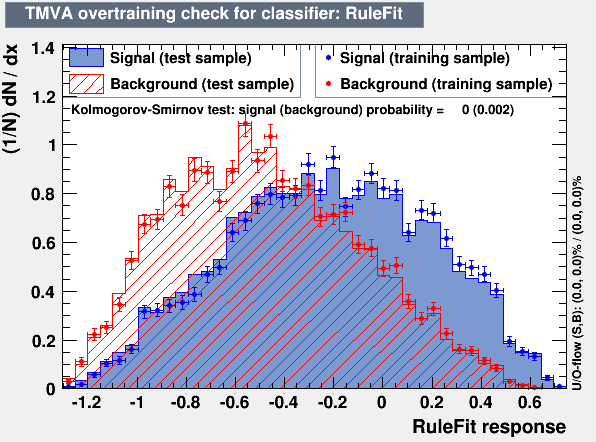 TMVA overtraining check for classifier: RuleFit
Signal (test sample)
Background (test sample)
Signal (training sample)
Background (training sample)
Kolmogorov-Smirnov test: signal (background) probability = 0 (0.002)
(1/N) dN / dx
1.4
1.2
1
0.8
0.6
0.4
0.2
0
-1.2 -1 -0.8 -0.6 -0.4 -0.2 0 0.2 0.4 0.6
RuleFit response
U/O-flow (S,B): (0.0, 0.0)% / (0.0, 0.0)%